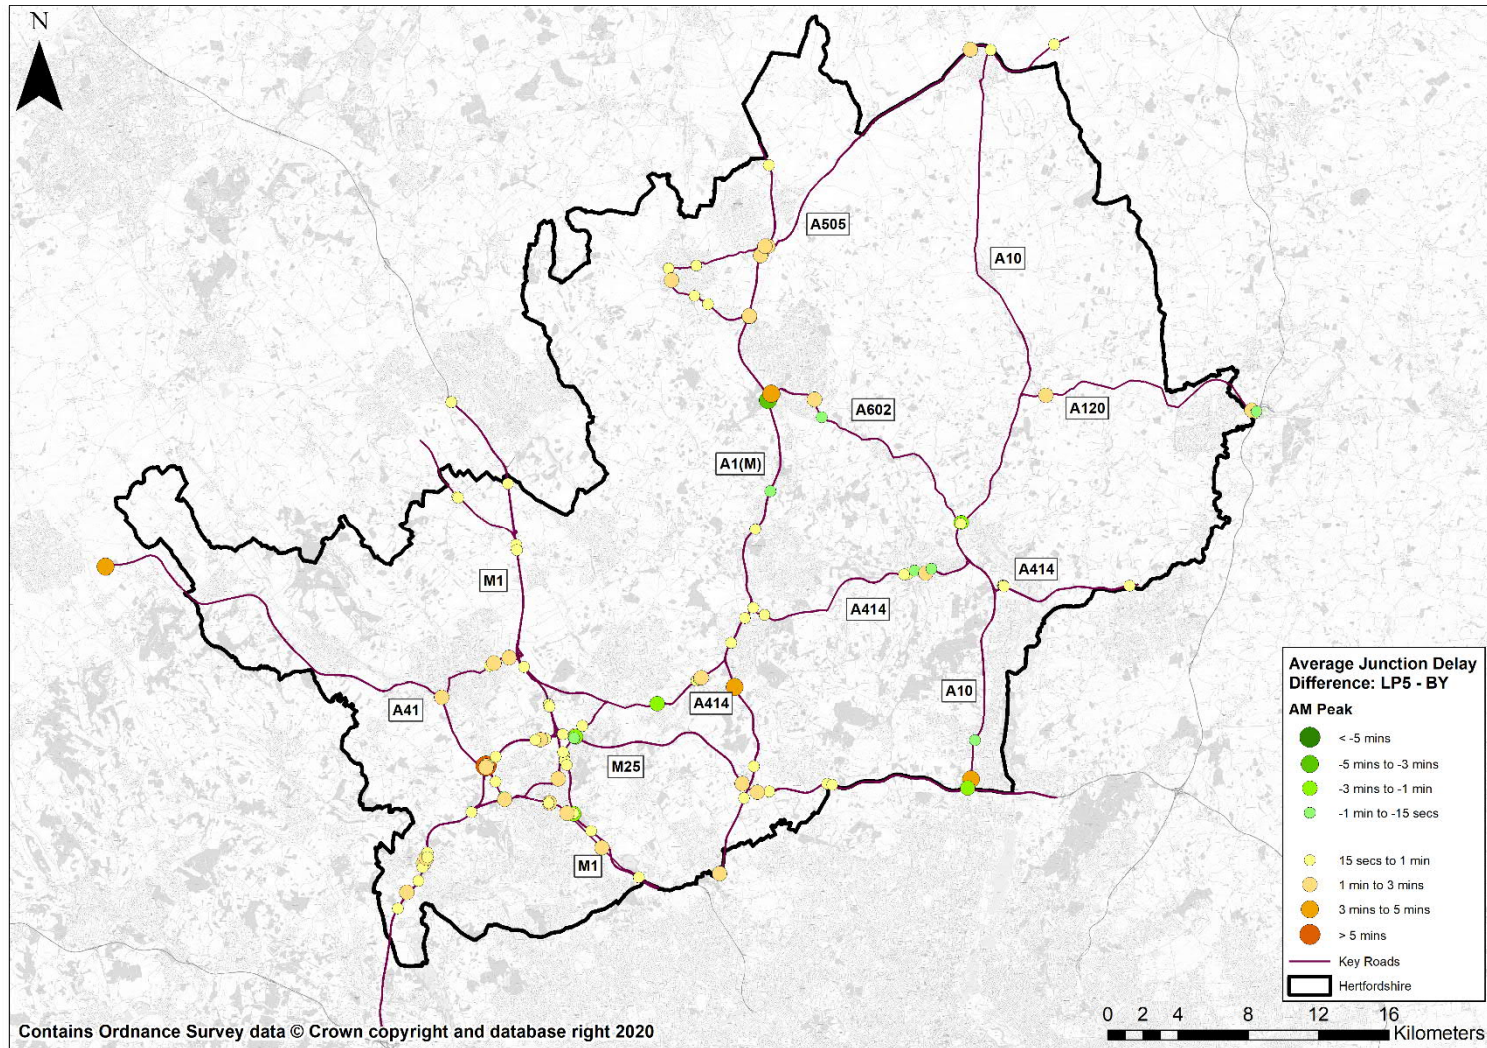 N
A505
A10
A602
A120
A1(M)
M1
A414
A414
A41
A414
A10
M25
M1
Average Junction Delay
Difference: LP5 - BY
AM Peak
< -5 mins
-5 mins to -3 mins
-3 mins to -1 min
-1 min to -15 secs
15 secs to 1 min
1 min to 3 mins
3 mins to 5 mins
> 5 mins
Key Roads
Hertfordshire
Contains Ordnance Survey data © Crown copyright and database right 2020
0 2 4 8 12 16
Kilometers